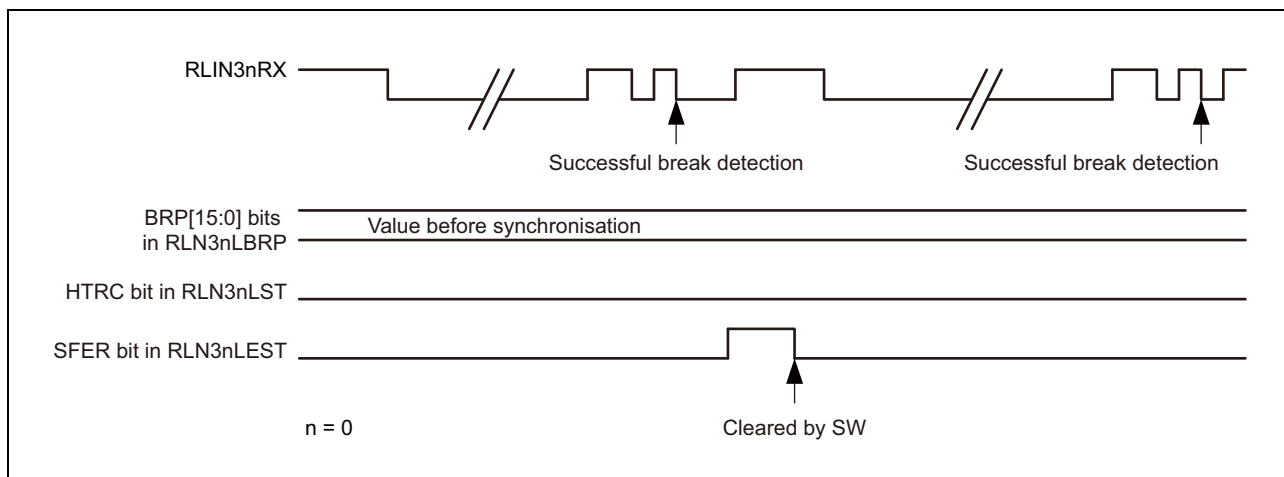 RLIN3nRX
Successful break detection
Successful break detection
BRP[15:0] bits
in RLN3nLBRP
Value before synchronisation
HTRC bit in RLN3nLST
SFER bit in RLN3nLEST
n = 0
Cleared by SW